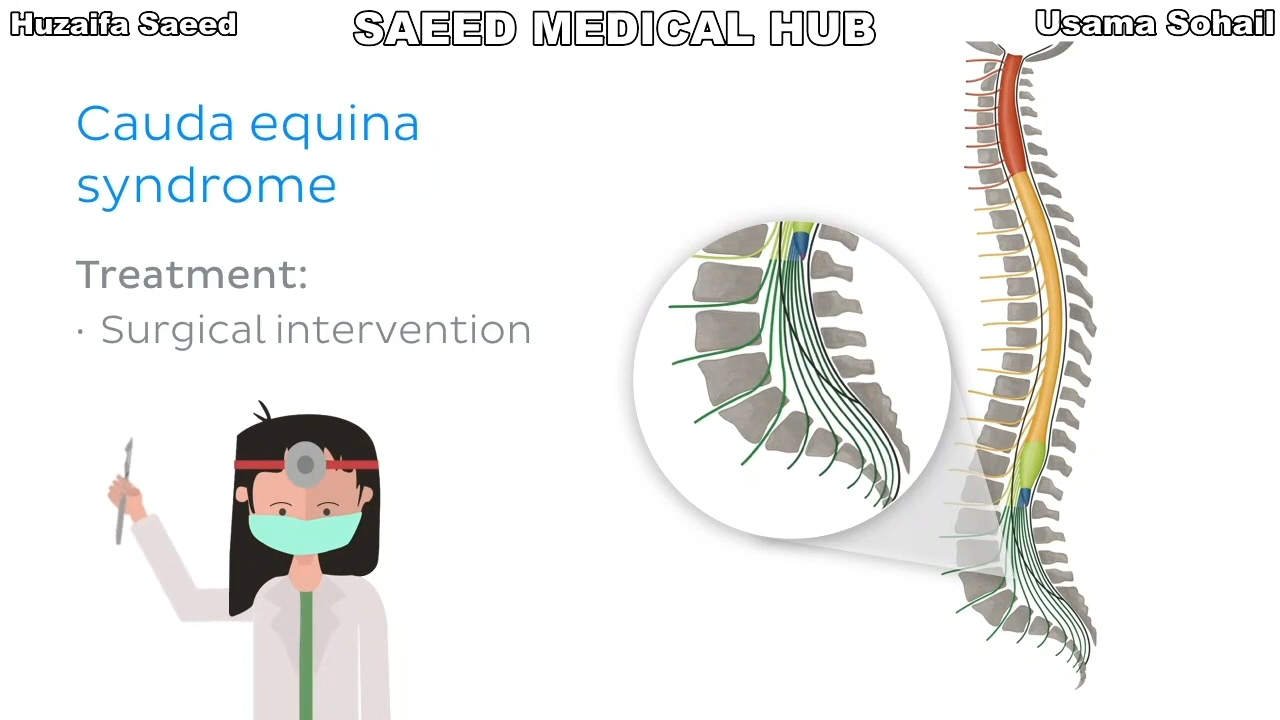 Huzaifa Saeed
SAEED MEDICAL HUB
Usama Sohail
Cauda equina
syndrome
Treatment:
· Surgical intervention